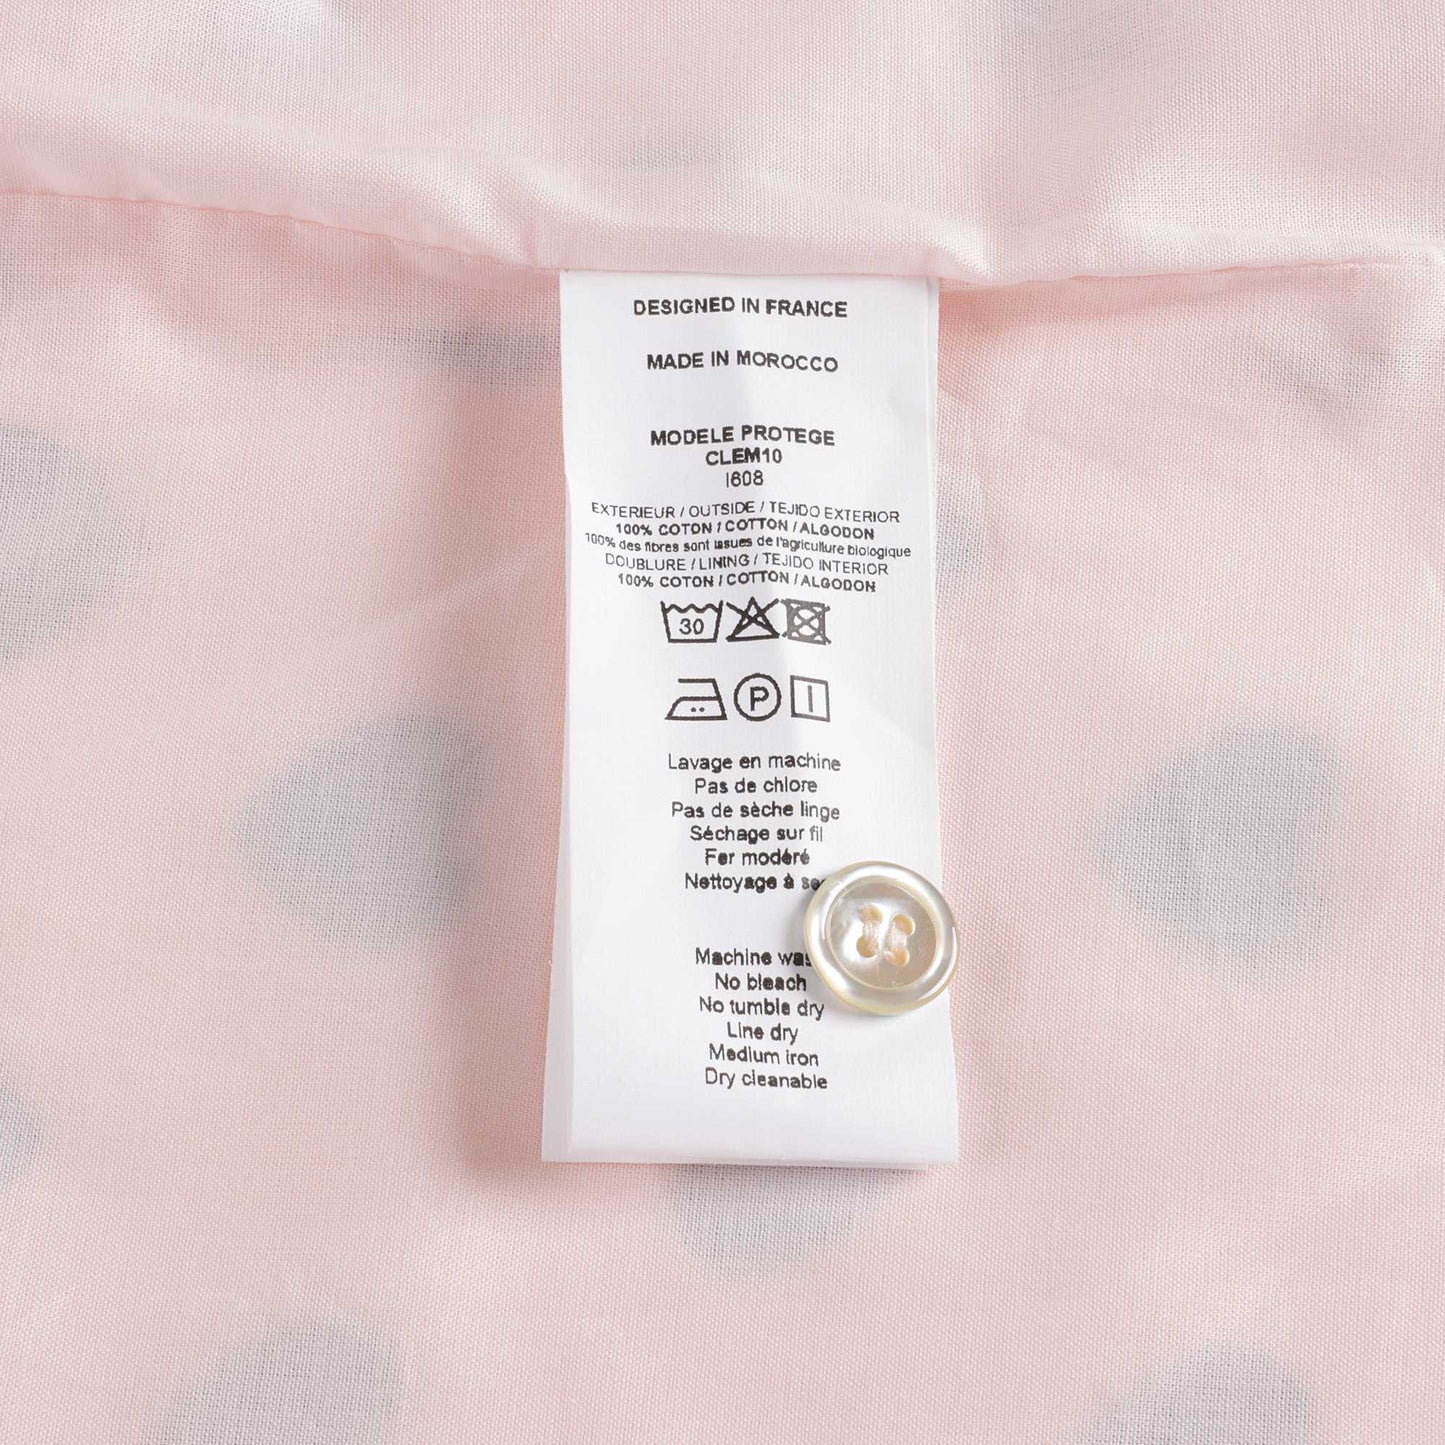 DESIGNED IN FRANCE
MADE IN MOROCCO
MODELE PROTEGE
CLEM10
I608
EXTERIEUR / OUTSIDE / TEJIDO EXTERIOR
100% COTON / COTTON / ALGODON
100% des fibres sont issues de l'agriculture biologique
DOUBLURE / LINING / TEJIDO INTERIOR
100% COTON / COTTON / ALGODON
30
P
Lavage en machine
Pas de chlore
Pas de sèche linge
Séchage sur fil
Fer modéré
Nettoyage à
Machine
No bleach
No tumble dry
Line dry
Medium iron
Dry cleanable